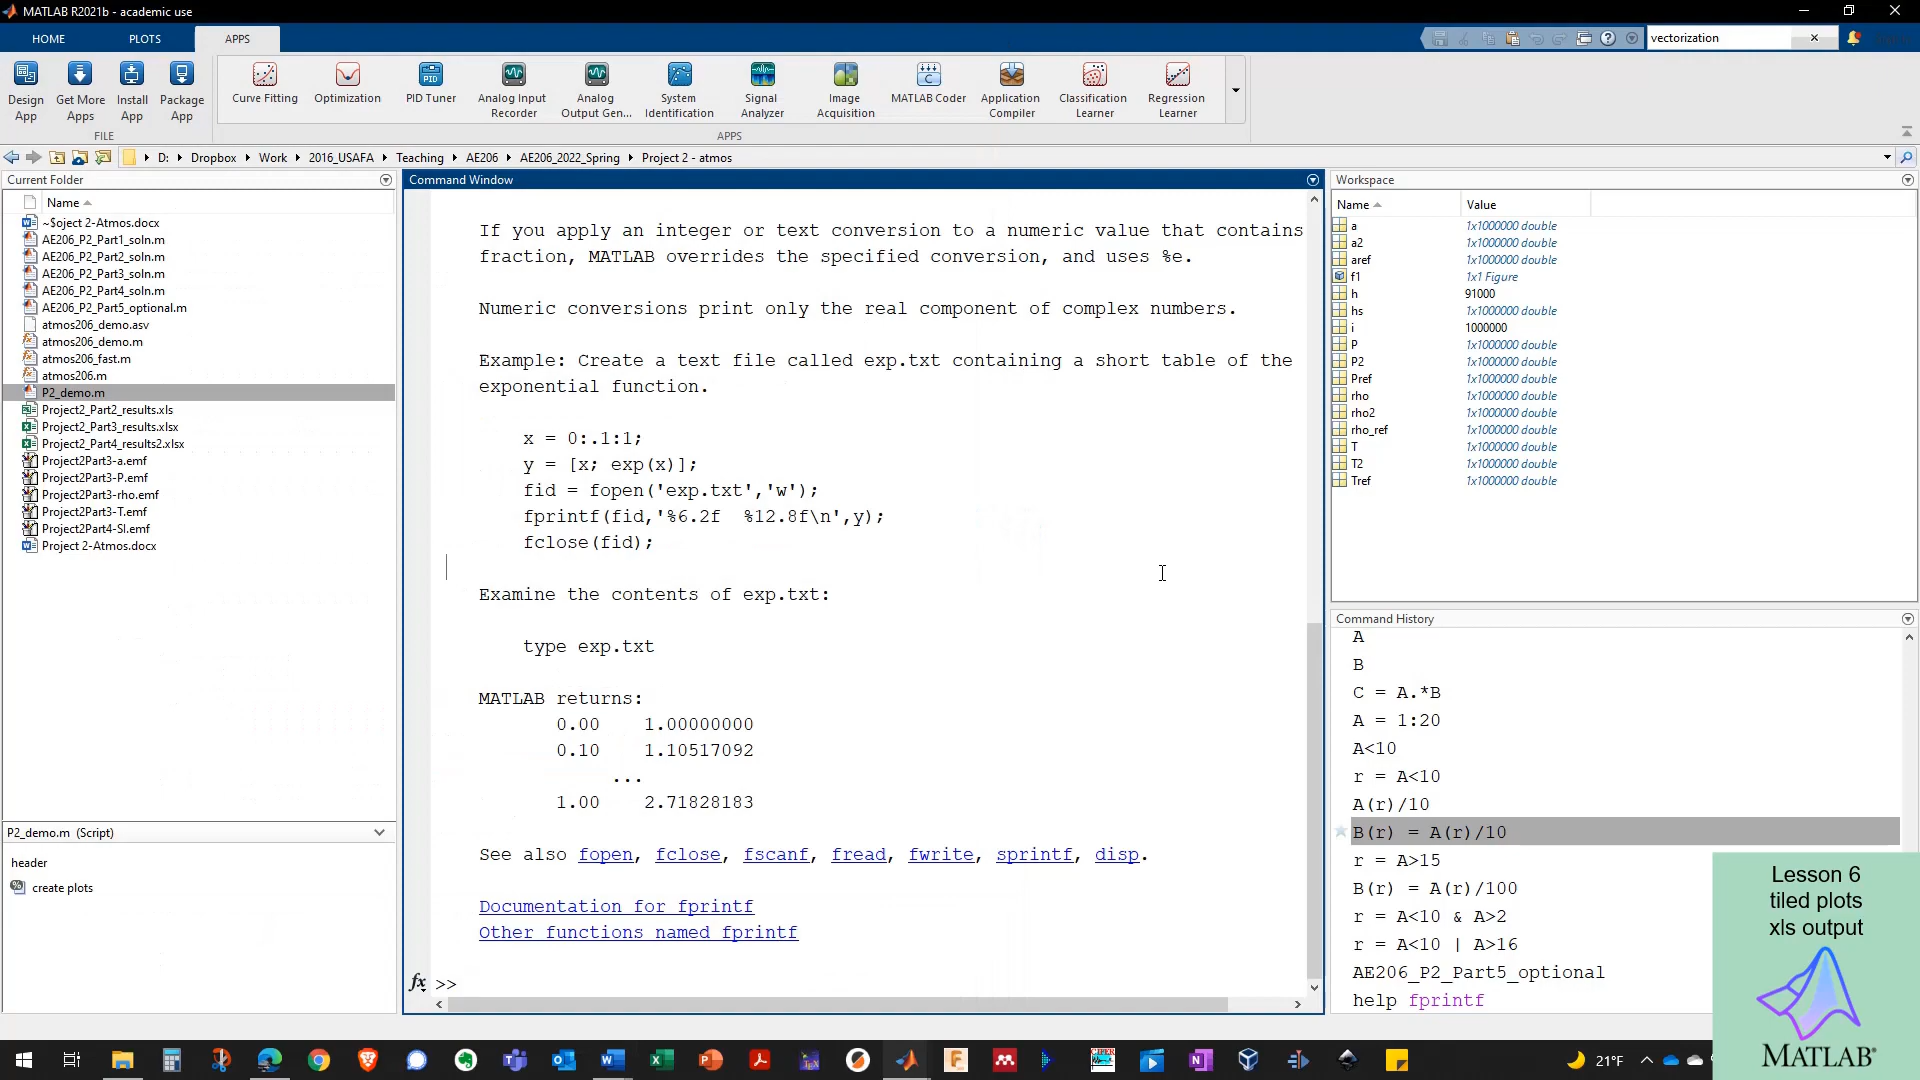 MATLAB R2021b - academic use
HOME
PLOTS
APPS
vectorization
Design App
Get More Apps
Install App
Package App
FILE
Curve Fitting
Optimization
PID Tuner
Analog Input Recorder
Analog Output Gen...
System Identification
Signal Analyzer
Image Acquisition
MATLAB Coder
Application Compiler
Classification Learner
Regression Learner
APPS
D: Dropbox Work 2016_USAFA Teaching AE206 AE206_2022_Spring Project 2 - atmos
Current Folder
Name
~$oject 2-Atmos.docx
AE206_P2_Part1_soln.m
AE206_P2_Part2_soln.m
AE206_P2_Part3_soln.m
AE206_P2_Part4_soln.m
AE206_P2_Part5_optional.m
atmos206_demo.asv
atmos206_demo.m
atmos206_fast.m
atmos206.m
P2_demo.m
Project2_Part2_results.xls
Project2_Part3_results.xlsx
Project2_Part4_results2.xlsx
Project2Part3-a.emf
Project2Part3-P.emf
Project2Part3-rho.emf
Project2Part3-T.emf
Project2Part4-SI.emf
Project 2-Atmos.docx
P2_demo.m (Script)
header
create plots
Command Window
If you apply an integer or text conversion to a numeric value that contains
fraction, MATLAB overrides the specified conversion, and uses %e.
Numeric conversions print only the real component of complex numbers.
Example: Create a text file called exp.txt containing a short table of the
exponential function.
x = 0:.1:1;
y = [x; exp(x)];
fid = fopen('exp.txt','w');
fprintf(fid,'%6.2f  %12.8f\n',y);
fclose(fid);
Examine the contents of exp.txt:
type exp.txt
MATLAB returns:
0.00 1.00000000
0.10 1.10517092
...
1.00 2.71828183
See also fopen, fclose, fscanf, fread, fwrite, sprintf, disp.
Documentation for fprintf
Other functions named fprintf
fx >>
Workspace
Name Value
a 1x1000000 double
a2 1x1000000 double
aref 1x1000000 double
f1 1x1 Figure
h 91000
hs 1x1000000 double
i 1000000
P 1x1000000 double
P2 1x1000000 double
Pref 1x1000000 double
rho 1x1000000 double
rho2 1x1000000 double
rho_ref 1x1000000 double
T 1x1000000 double
T2 1x1000000 double
Tref 1x1000000 double
Command History
A
B
C = A.*B
A = 1:20
A<10
r = A<10
A(r)/10
B(r) = A(r)/10
r = A>15
B(r) = A(r)/100
r = A<10 & A>2
r = A<10 | A>16
AE206_P2_Part5_optional
help fprintf
Lesson 6
tiled plots
xls output
MATLAB®
21°F